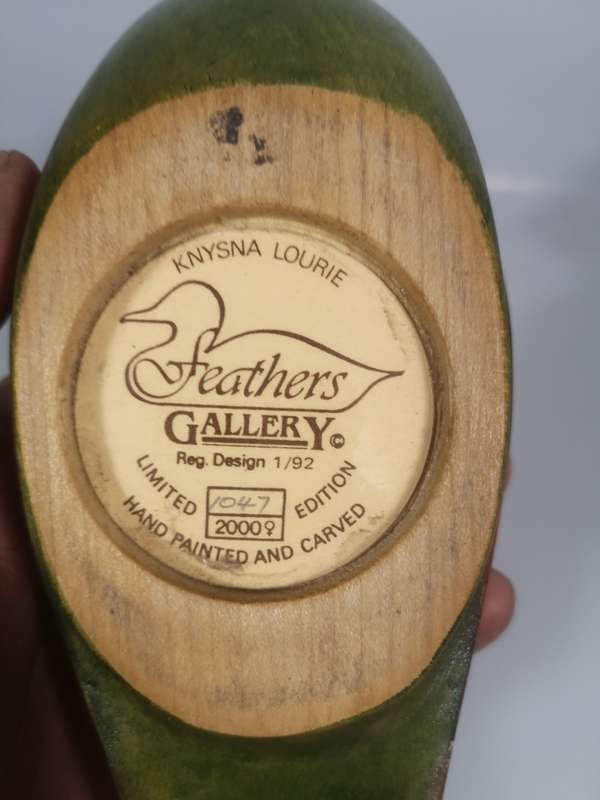 KNYSNA LOURIE
Feathers
GALLERY©
Reg. Design 1/92
LIMITED EDITION
1047
2000♀
HAND PAINTED AND CARVED